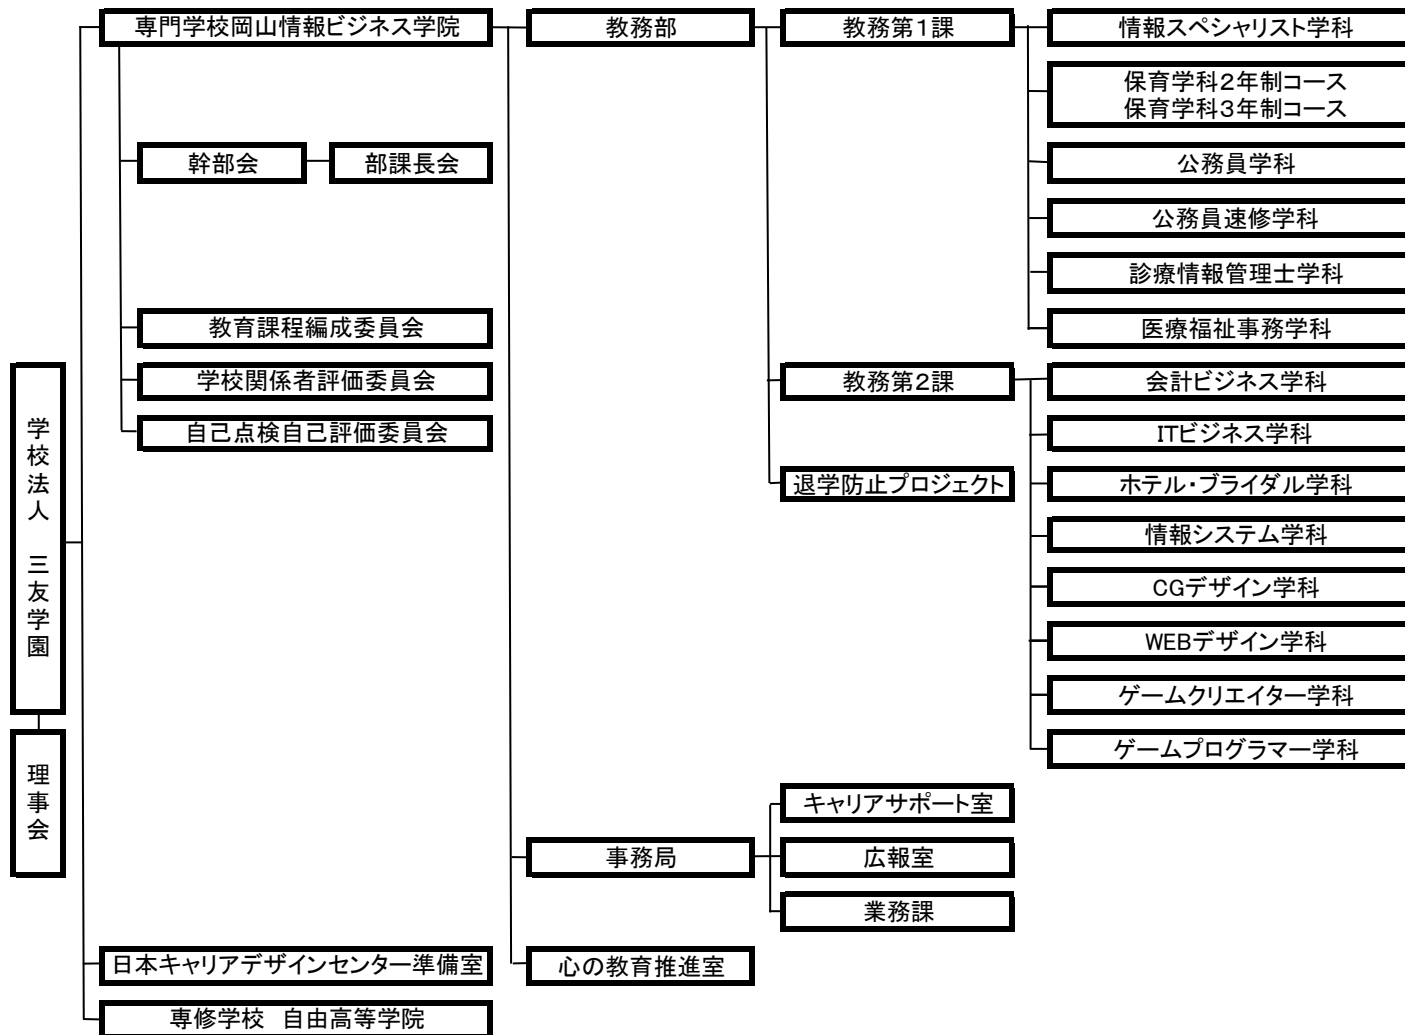 専門学校岡山情報ビジネス学院
教務部
教務第1課
情報スペシャリスト学科
保育学科2年制コース
保育学科3年制コース
幹部会
部課長会
公務員学科
公務員速修学科
診療情報管理士学科
教育課程編成委員会
医療福祉事務学科
学校関係者評価委員会
教務第2課
会計ビジネス学科
自己点検自己評価委員会
ITビジネス学科
退学防止プロジェクト
ホテル・ブライダル学科
学校法人　三友学園
情報システム学科
CGデザイン学科
WEBデザイン学科
ゲームクリエイター学科
ゲームプログラマー学科
理事会
キャリアサポート室
事務局
広報室
業務課
日本キャリアデザインセンター準備室
心の教育推進室
専修学校　自由高等学院